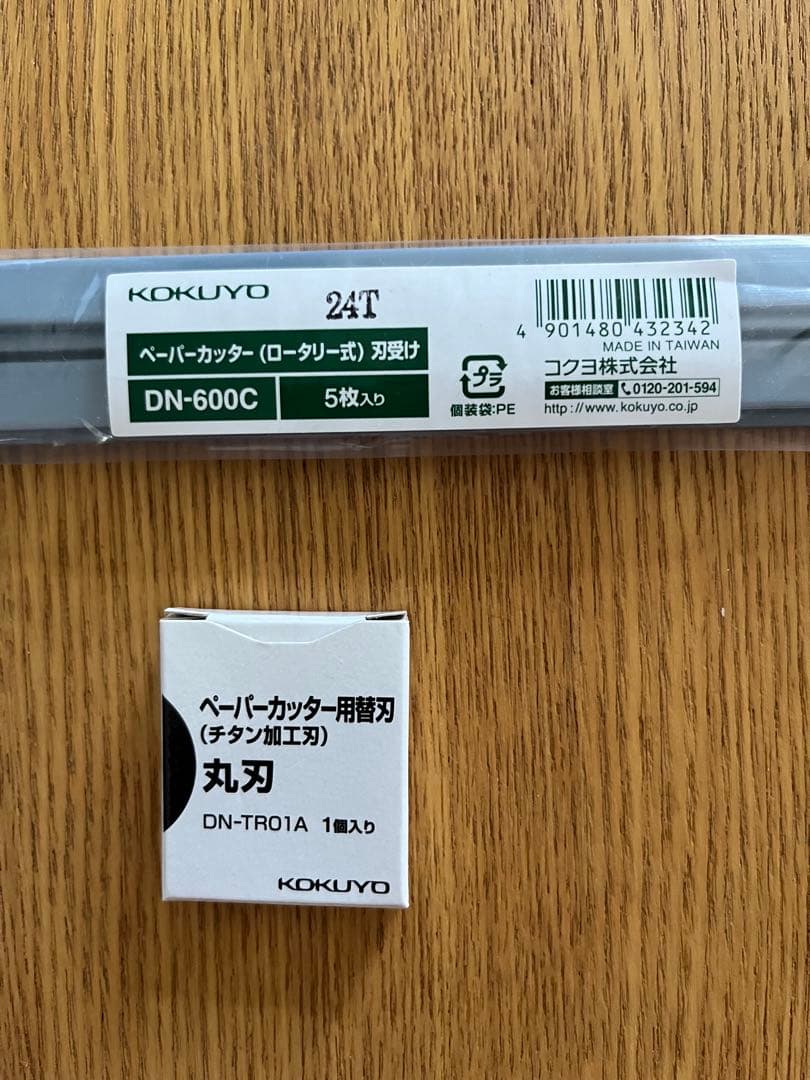 KOKUYO 24T
ペーパーカッター(ロータリー式)刃受け
DN-600C 5枚入り
プラ
個装袋:PE
4 901480 432342
MADE IN TAIWAN
コクヨ株式会社
お客様相談室 0120-201-594
http://www.kokuyo.co.jp
ペーパーカッター用替刃
(チタン加工刃)
丸刃
DN-TR01A 1個入り
KOKUYO